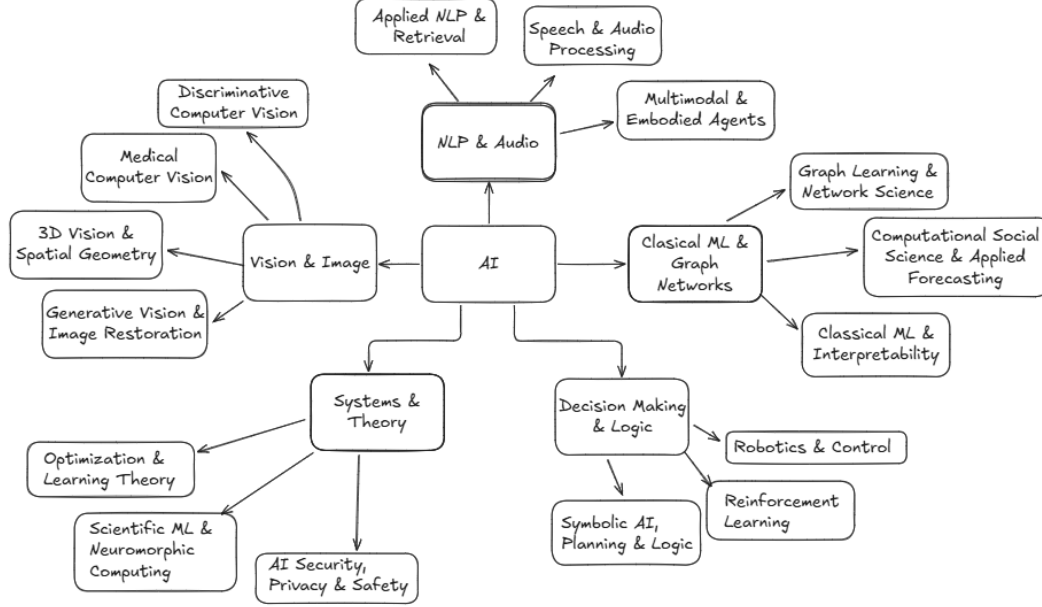 Applied NLP &
Retrieval
Speech & Audio
Processing
Discriminative
Computer Vision
Multimodal &
Embodied Agents
NLP & Audio
Medical
Computer Vision
Graph Learning &
Network Science
3D Vision &
Spatial Geometry
Vision & Image
AI
Clasical ML &
Graph
Networks
Computational Social
Science & Applied
Forecasting
Generative Vision &
Image Restoration
Classical ML &
Interpretability
Systems &
Theory
Decision Making
& Logic
Robotics & Control
Optimization &
Learning Theory
Reinforcement
Learning
Scientific ML &
Neuromorphic
Computing
Symbolic AI,
Planning & Logic
AI Security,
Privacy & Safety